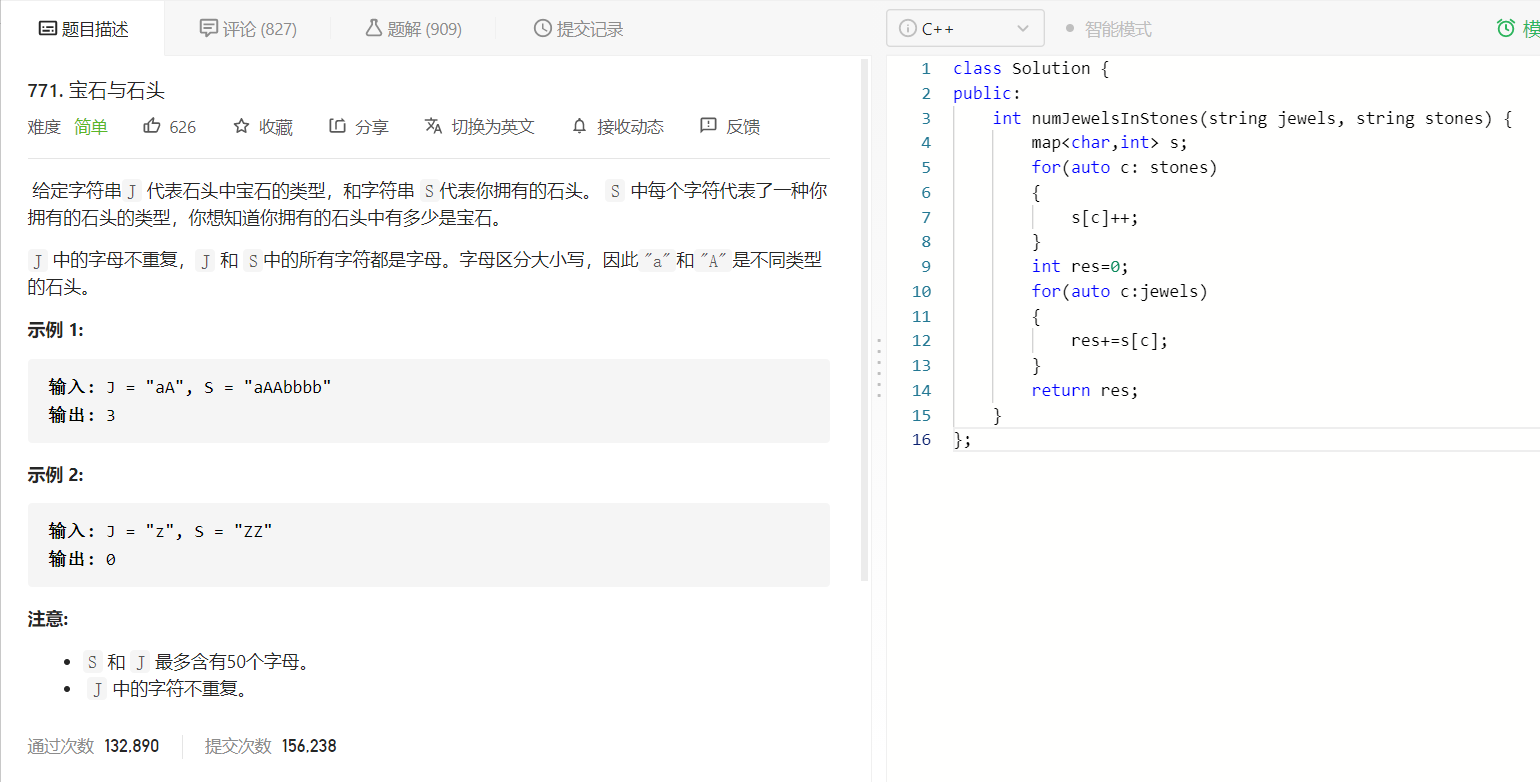 题目描述
评论 (827)
题解 (909)
提交记录
C++
智能模式
模
771. 宝石与石头
难度 简单 626 收藏 分享 切换为英文 接收动态 反馈
给定字符串 J 代表石头中宝石的类型，和字符串 S 代表你拥有的石头。 S 中每个字符代表了一种你
拥有的石头的类型，你想知道你拥有的石头中有多少是宝石。
J 中的字母不重复，J 和 S 中的所有字符都是字母。字母区分大小写，因此 "a" 和 "A" 是不同类型
的石头。
示例 1:
输入: J = "aA", S = "aAAbbbb"
输出: 3
示例 2:
输入: J = "z", S = "ZZ"
输出: 0
注意:
• S 和 J 最多含有50个字母。
• J 中的字符不重复。
通过次数 132,890 提交次数 156,238
1 class Solution {
2 public:
3 int numJewelsInStones(string jewels, string stones) {
4 map<char,int> s;
5 for(auto c: stones)
6 {
7 s[c]++;
8 }
9 int res=0;
10 for(auto c:jewels)
11 {
12 res+=s[c];
13 }
14 return res;
15 }
16 };